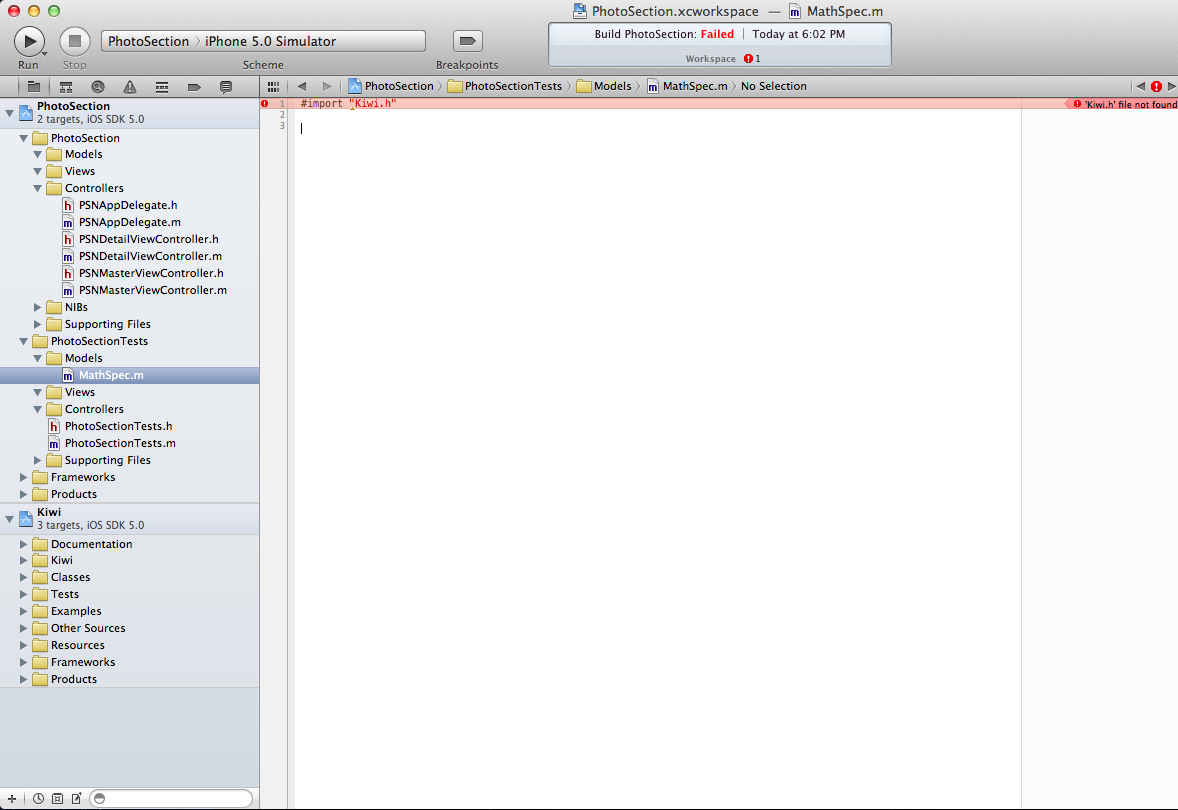 PhotoSection.xcworkspace — MathSpec.m
PhotoSection 〉 iPhone 5.0 Simulator
Build PhotoSection: Failed | Today at 6:02 PM
Workspace 1
Run Stop Scheme Breakpoints
PhotoSection 〉 PhotoSectionTests 〉 Models 〉 MathSpec.m 〉 No Selection
PhotoSection
2 targets, iOS SDK 5.0
PhotoSection
Models
Views
Controllers
h PSNAppDelegate.h
m PSNAppDelegate.m
h PSNDetailViewController.h
m PSNDetailViewController.m
h PSNMasterViewController.h
m PSNMasterViewController.m
NIBs
Supporting Files
PhotoSectionTests
Models
m MathSpec.m
Views
Controllers
h PhotoSectionTests.h
m PhotoSectionTests.m
Supporting Files
Frameworks
Products
Kiwi
3 targets, iOS SDK 5.0
Documentation
Kiwi
Classes
Tests
Examples
Other Sources
Resources
Frameworks
Products
1 #import "Kiwi.h"
2
3
'Kiwi.h' file not found